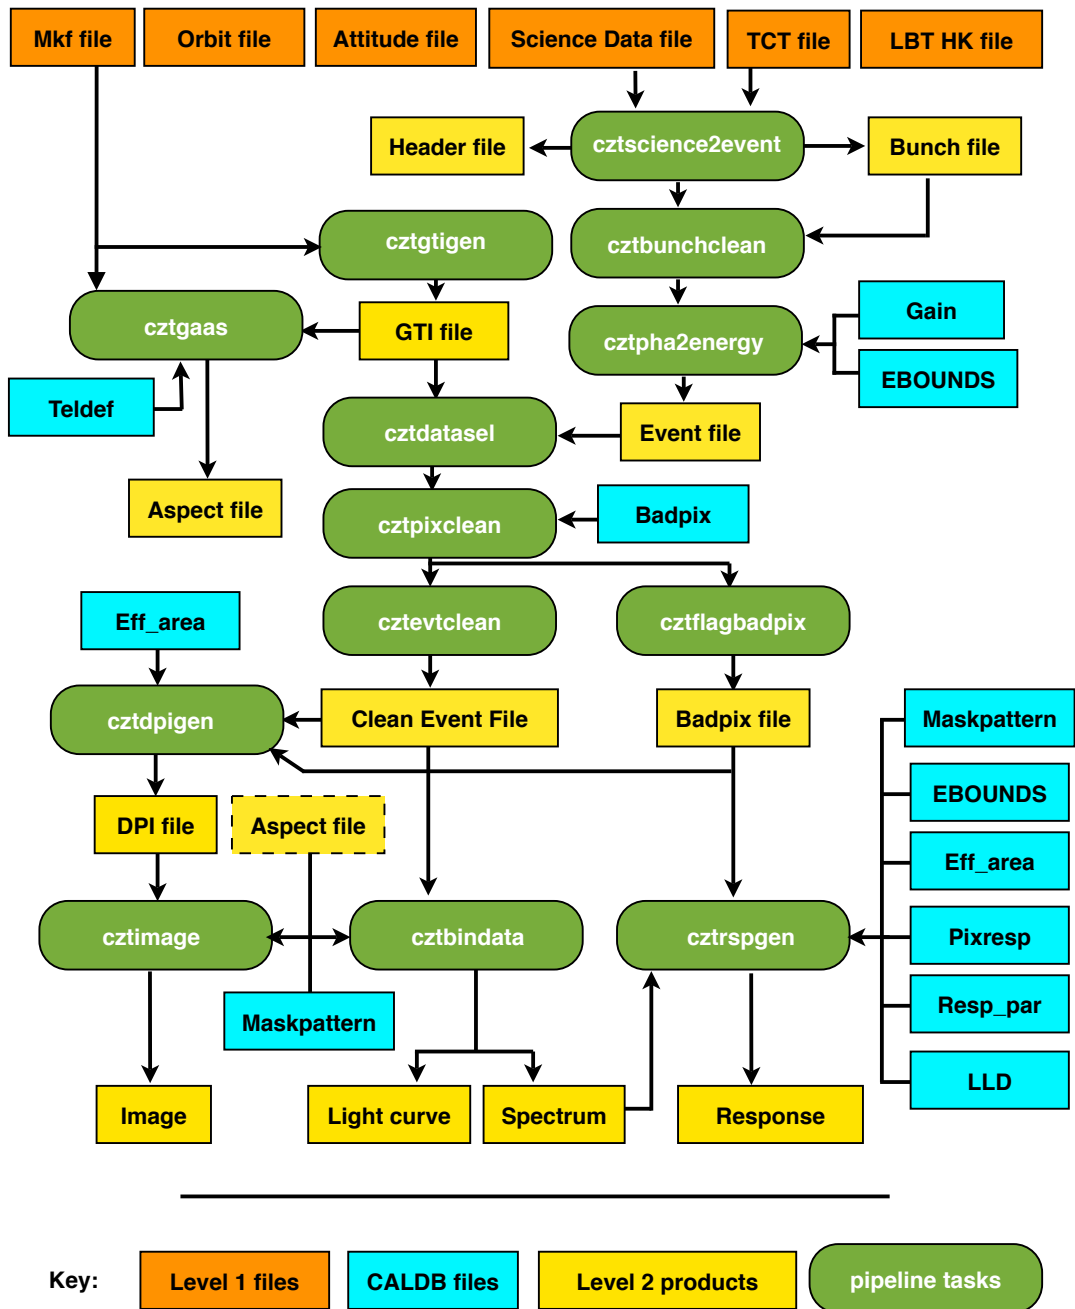 Mkf file
Orbit file
Attitude file
Science Data file
TCT file
LBT HK file
Header file
cztscience2event
Bunch file
cztgtigen
cztbunchclean
cztgaas
GTI file
cztpha2energy
Gain
EBOUNDS
Teldef
cztdatasel
Event file
Aspect file
cztpixclean
Badpix
Eff_area
cztevtclean
cztflagbadpix
cztdpigen
Clean Event File
Badpix file
Maskpattern
DPI file
Aspect file
EBOUNDS
Eff_area
cztimage
cztbindata
cztrspgen
Pixresp
Maskpattern
Resp_par
LLD
Image
Light curve
Spectrum
Response
Key:
Level 1 files
CALDB files
Level 2 products
pipeline tasks